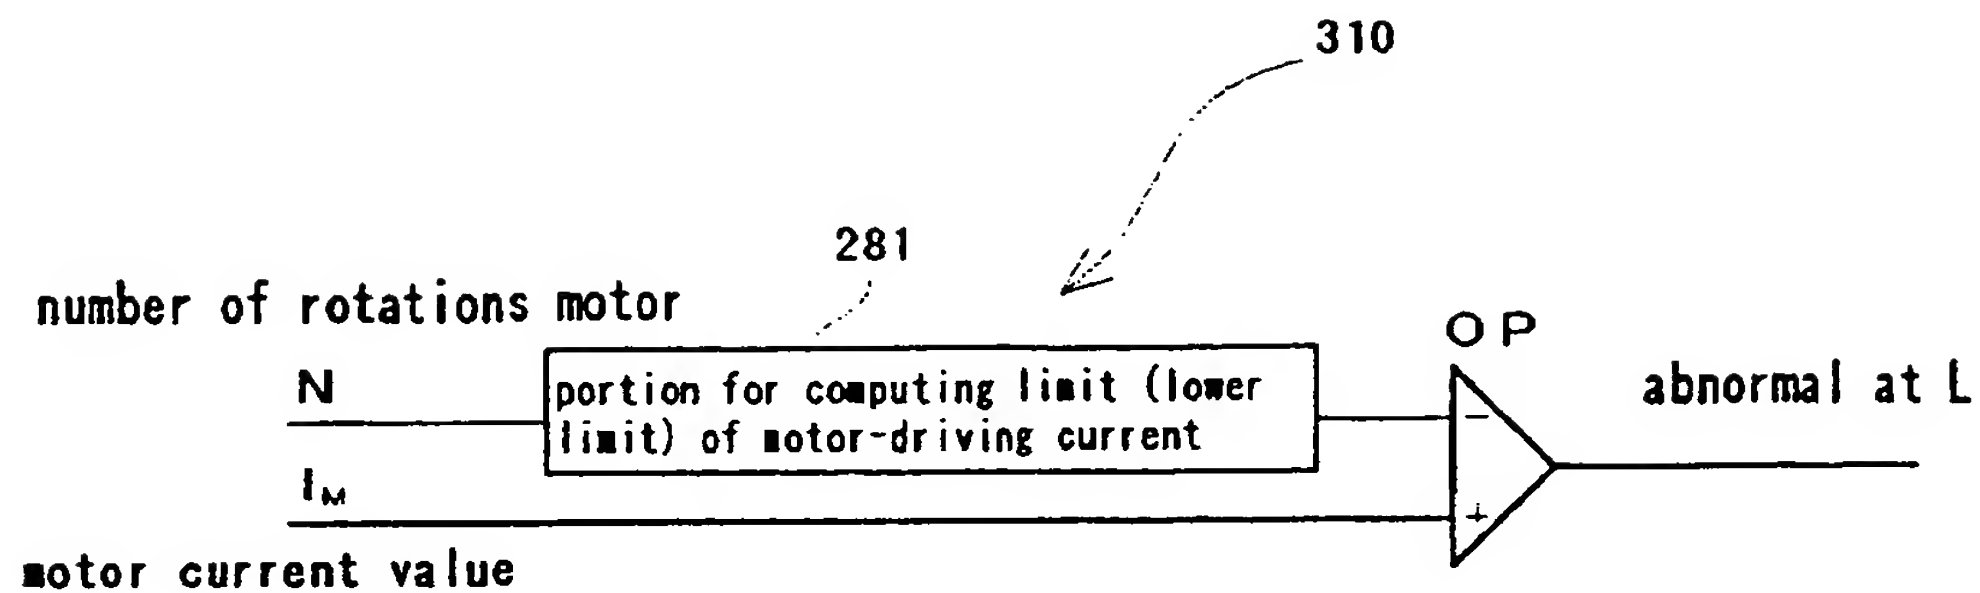 310
281
number of rotations motor
OP
N
portion for computing limit (lower
limit) of motor-driving current
abnormal at L
−
IM
+
motor current value